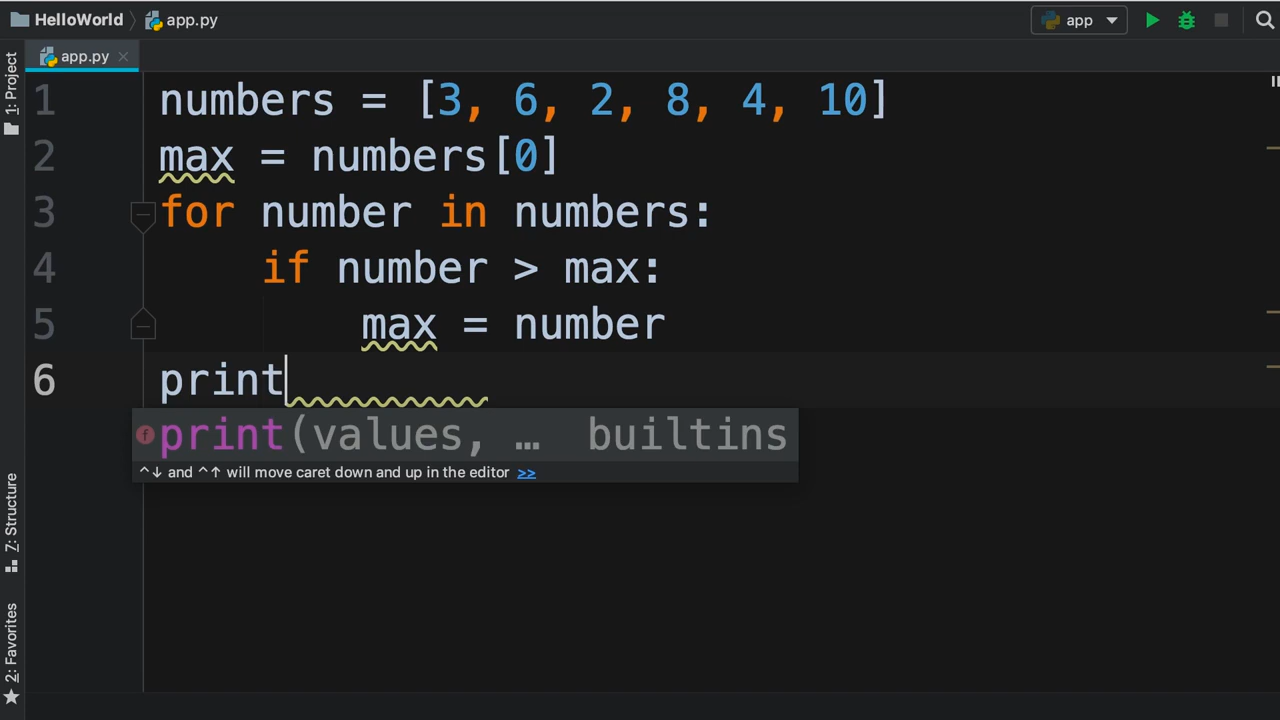 HelloWorld app.py app
app.py
1: Project
1 numbers = [3, 6, 2, 8, 4, 10]
2 max = numbers[0]
3 for number in numbers:
4     if number > max:
5         max = number
6 print
f print(values, … builtins
^↓ and ^↑ will move caret down and up in the editor >>
7: Structure
2: Favorites